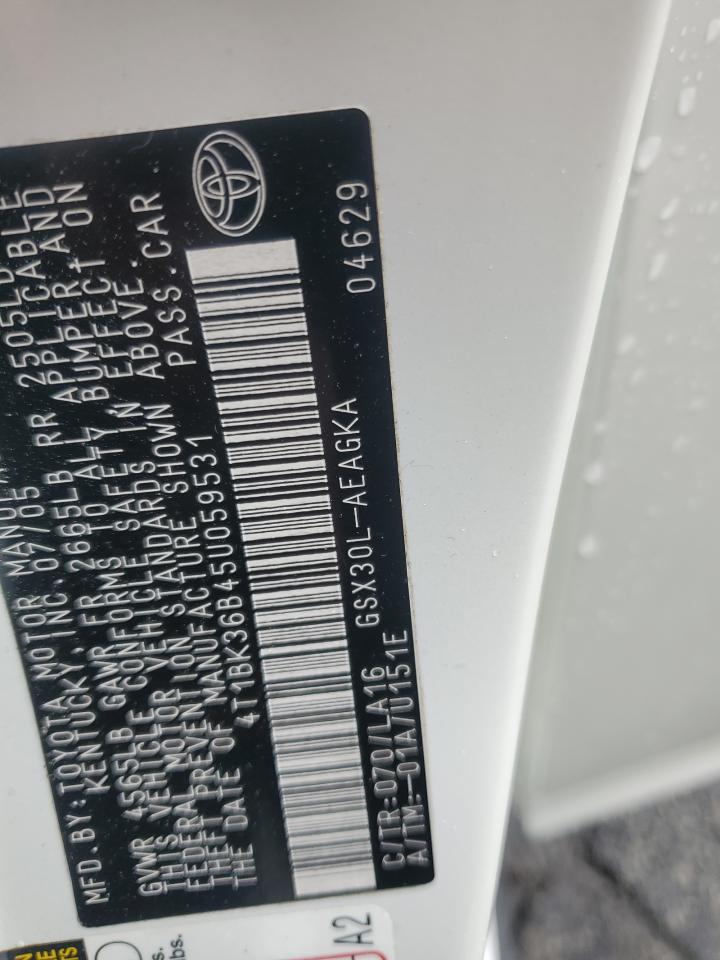 MFD.BY:TOYOTA MOTOR MANUF
KENTUCKY, INC. 07/05
GVWR 4565LB GAWR FR 2665LB RR 2505LB
THIS VEHICLE CONFORMS TO ALL APPLICABLE
FEDERAL MOTOR VEHICLE SAFETY, BUMPER, AND
THEFT PREVENTION STANDARDS IN EFFECT ON
THE DATE OF MANUFACTURE SHOWN ABOVE.
4T1BK36B45U059531 PASS.CAR
C/TR:070/LA16 GSX30L-AEAGKA 04629
A/TM:-01A/U151E
A2
lbs.